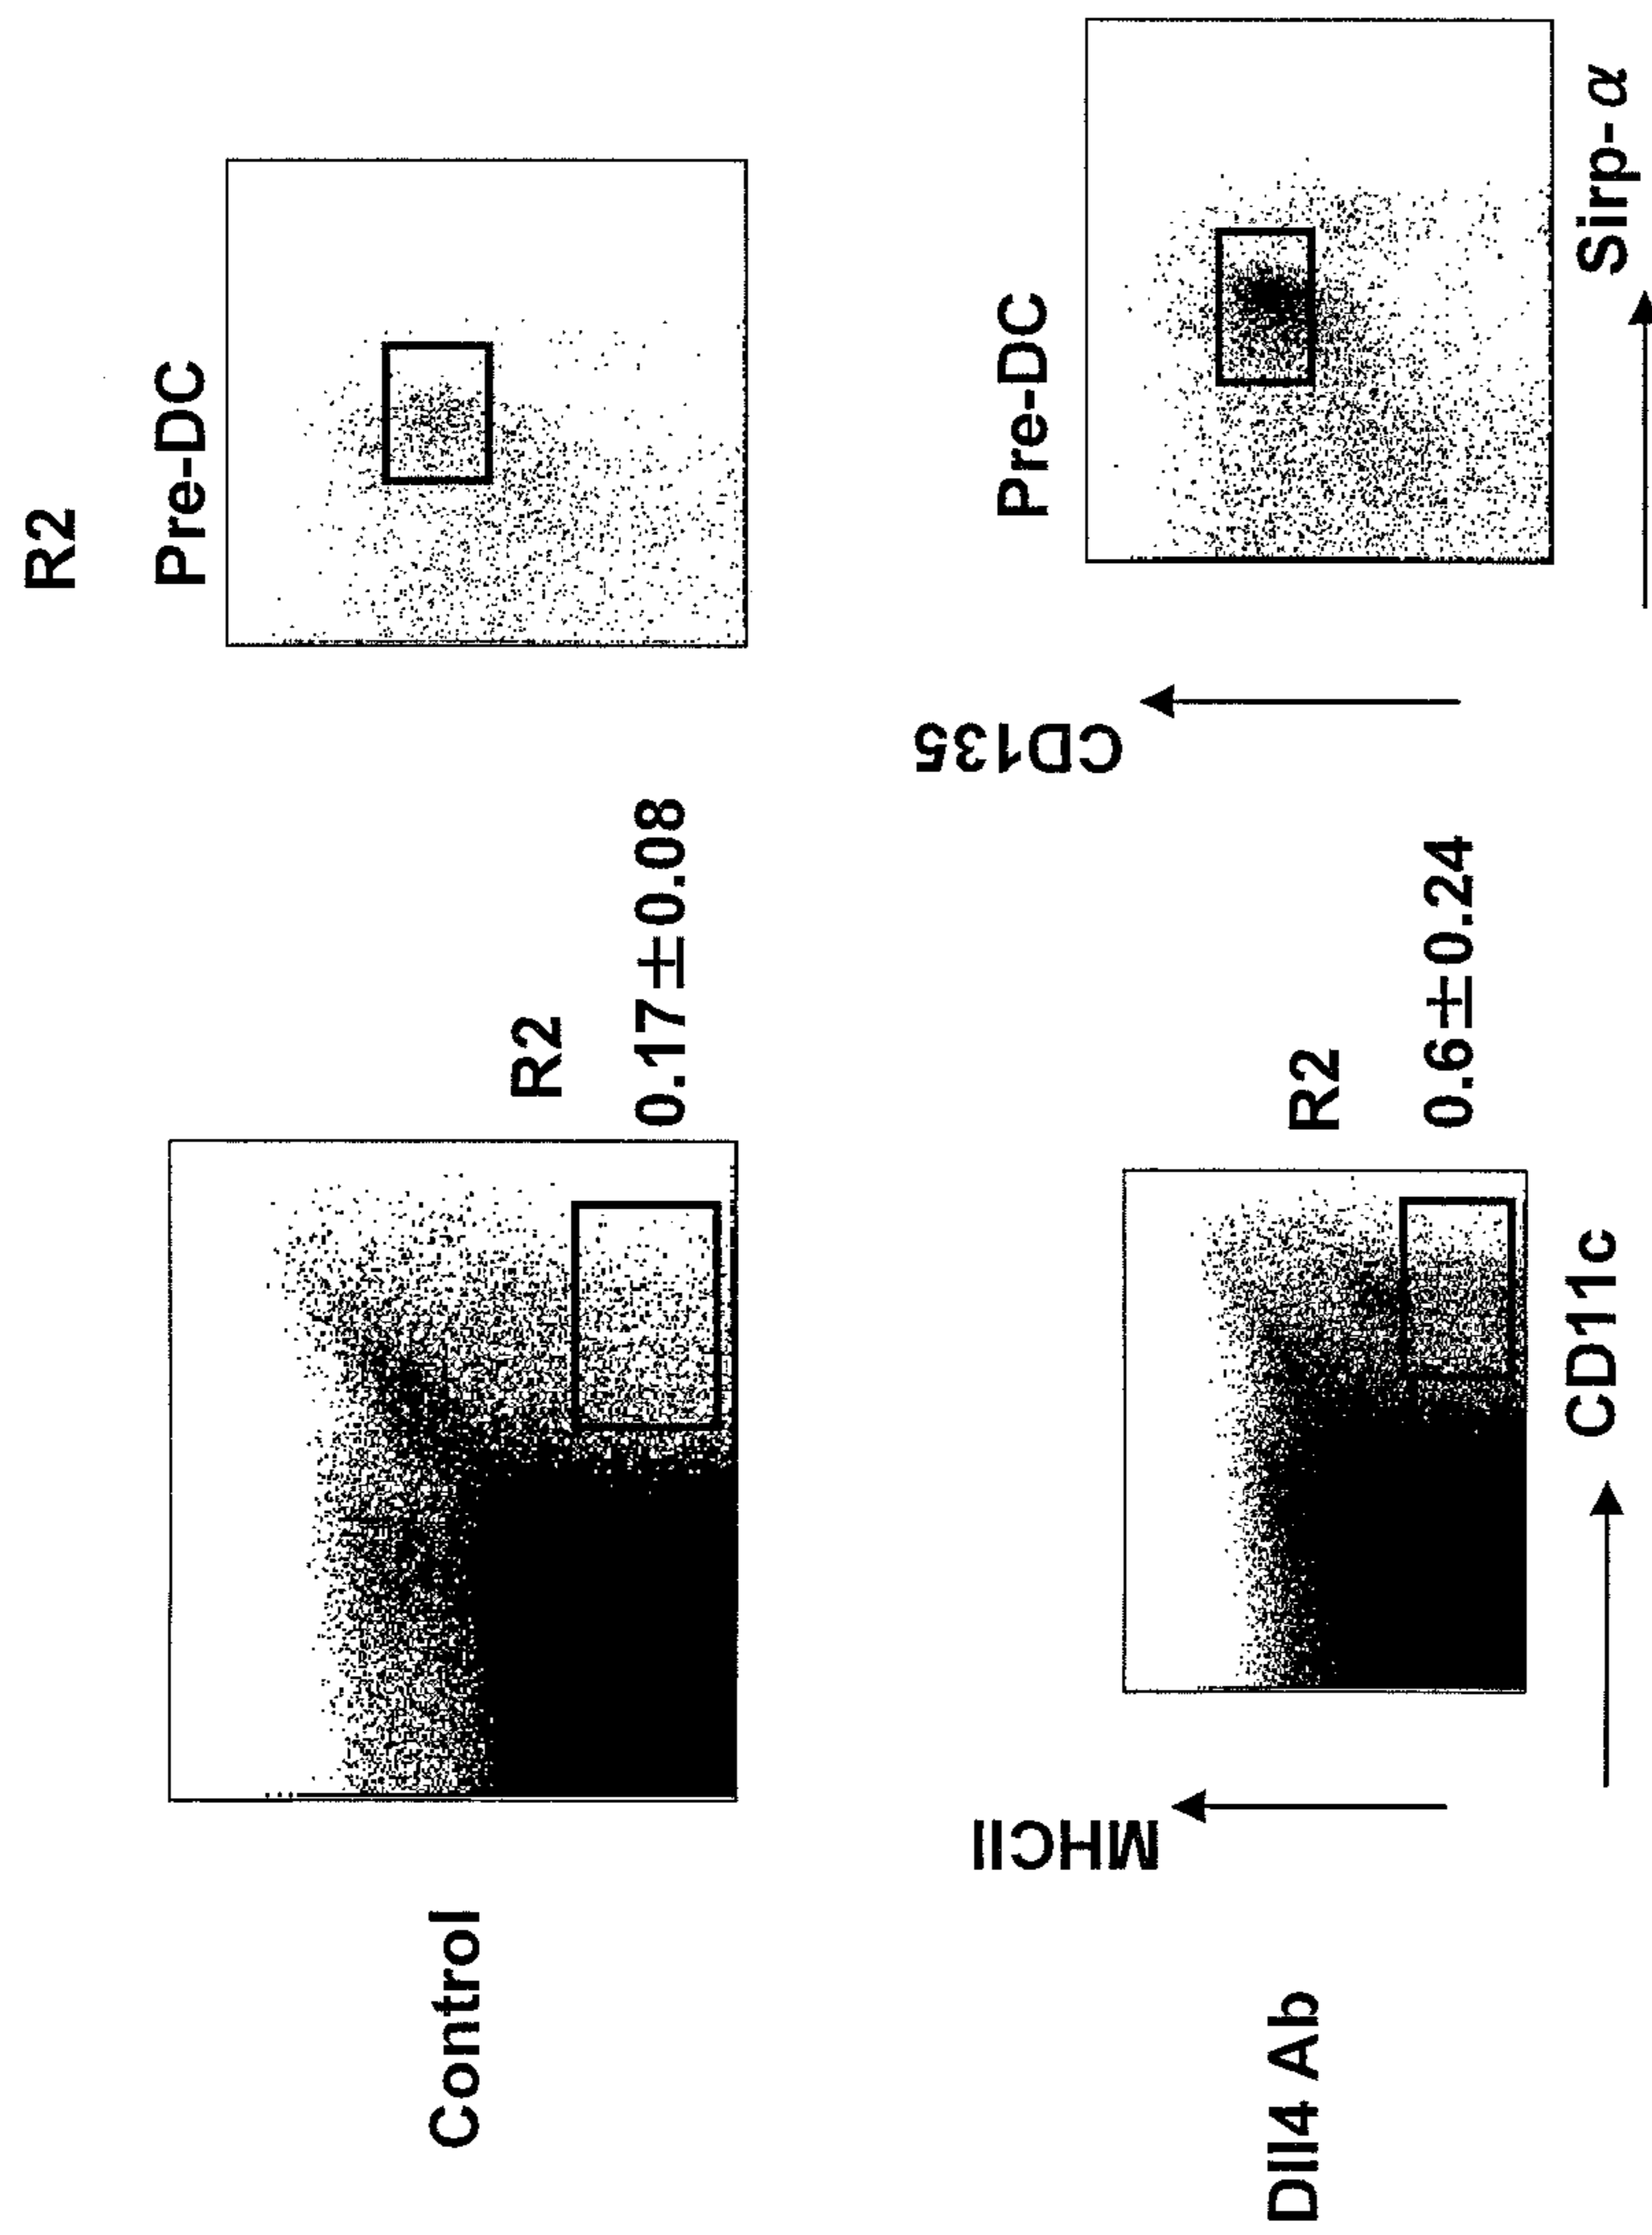 R2
Pre-DC
Control
R2
0.17±0.08
CD135
Pre-DC
Sirp-α
MHCII
R2
0.6±0.24
Dll4 Ab
CD11c